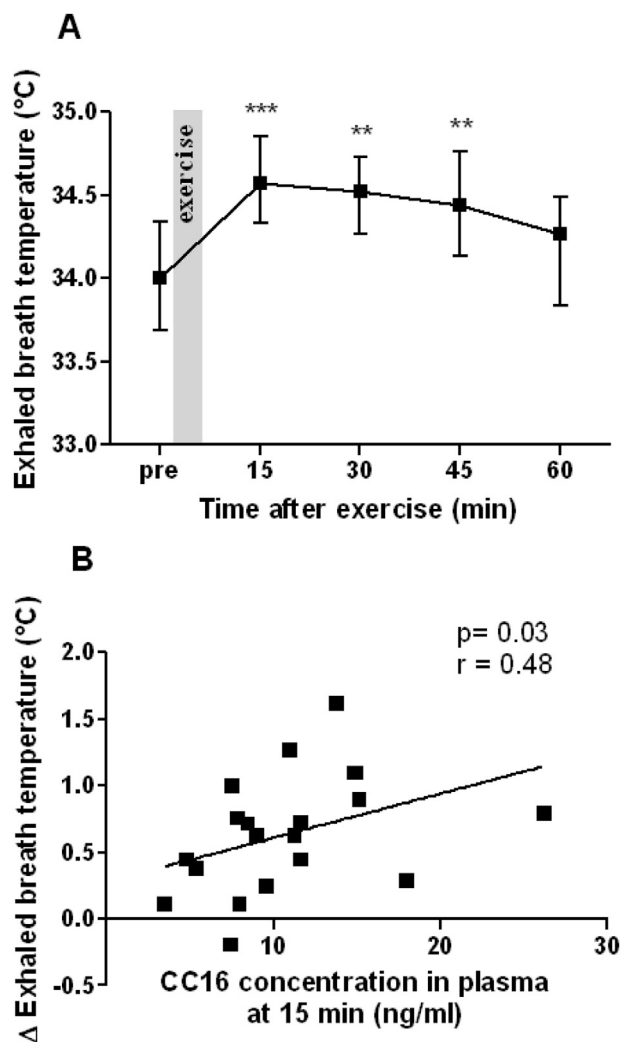 A
Exhaled breath temperature (°C)
35.0
34.5
34.0
33.5
33.0
exercise
***
**
**
pre
15
30
45
60
Time after exercise (min)
B
Δ Exhaled breath temperature (°C)
2.0
1.5
1.0
0.5
0.0
-0.5
p= 0.03
r = 0.48
10
20
30
CC16 concentration in plasma
at 15 min (ng/ml)